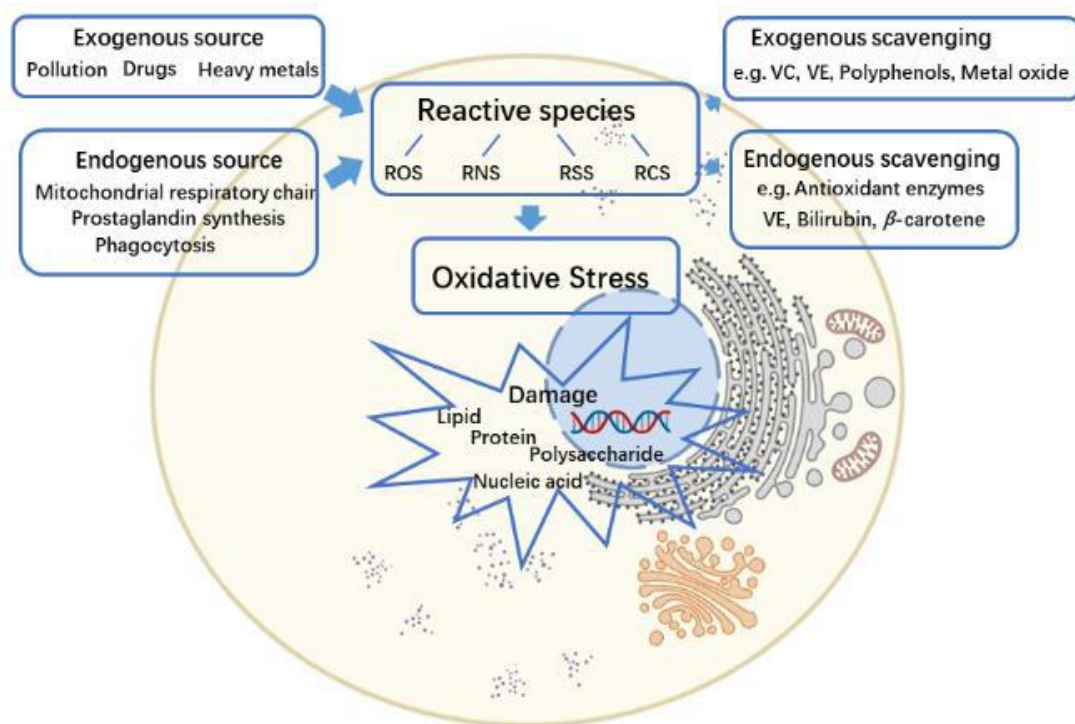 Exogenous source
Pollution Drugs Heavy metals
Endogenous source
Mitochondrial respiratory chain
Prostaglandin synthesis
Phagocytosis
Reactive species
ROS RNS RSS RCS
Exogenous scavenging
e.g. VC, VE, Polyphenols, Metal oxide
Endogenous scavenging
e.g. Antioxidant enzymes
VE, Bilirubin, β-carotene
Oxidative Stress
Damage
Lipid
Protein
Polysaccharide
Nucleic acid